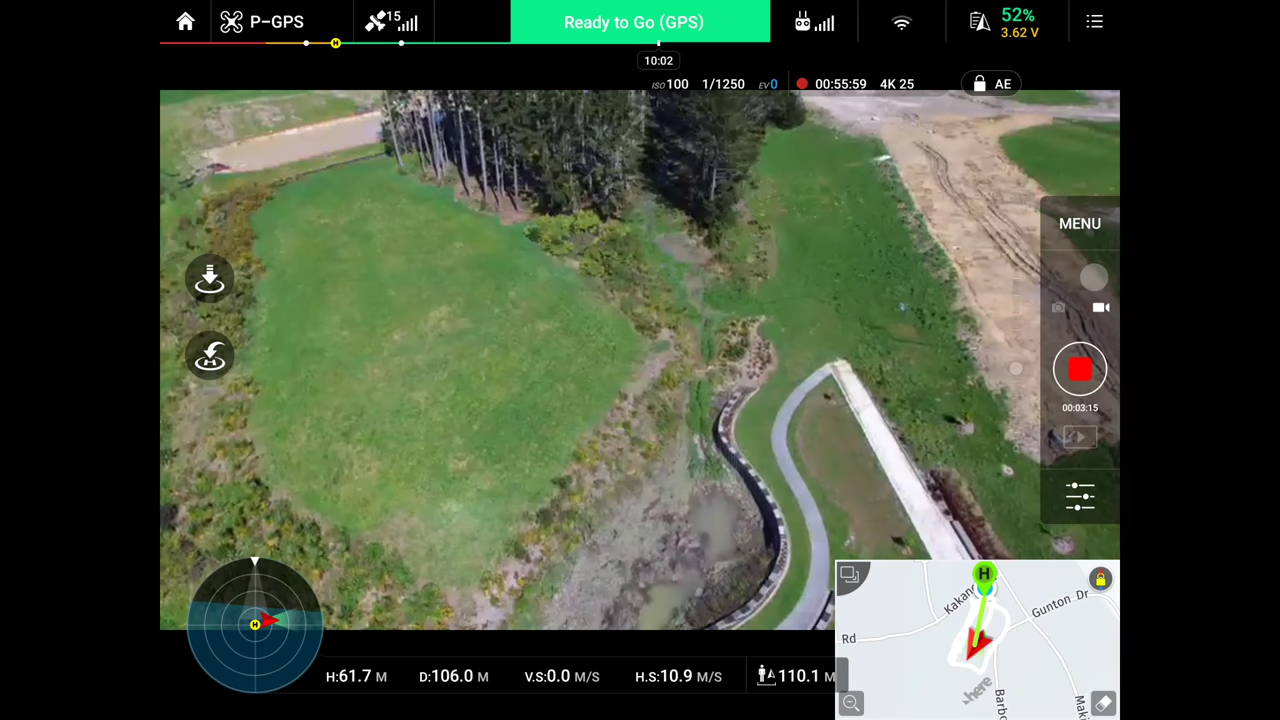 P-GPS
15
Ready to Go (GPS)
52%
3.62 V
H
10:02
ISO 100 1/1250 EV 0 00:55:59 4K 25 AE
MENU
H
00:03:15
H
H
Gunton Dr
Rd
here
H:61.7 M D:106.0 M V.S:0.0 M/S H.S:10.9 M/S 110.1 M